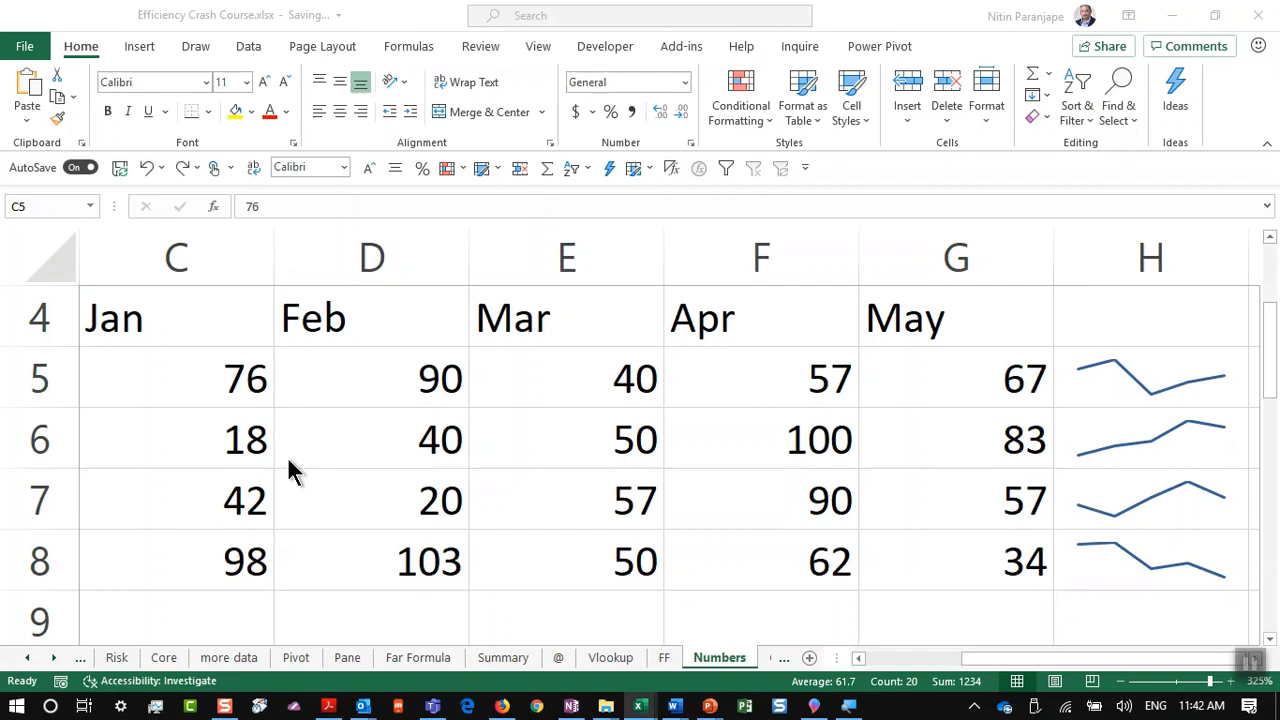 Efficiency Crash Course.xlsx - Saving...
Search
Nitin Paranjape
File Home Insert Draw Data Page Layout Formulas Review View Developer Add-ins Help Inquire Power Pivot Share Comments
Paste
Calibri 11
B I U A
Wrap Text
Merge & Center
General
$ % ,
Conditional Formatting
Format as Table
Cell Styles
Insert Delete Format
Sort & Filter
Find & Select
Ideas
Clipboard Font Alignment Number Styles Cells Editing Ideas
AutoSave On Calibri
C5 fx 76
C D E F G H
4 Jan Feb Mar Apr May
5 76 90 40 57 67
6 18 40 50 100 83
7 42 20 57 90 57
8 98 103 50 62 34
9
... Risk Core more data Pivot Pane Far Formula Summary @ Vlookup FF Numbers ...
Ready Accessibility: Investigate Average: 61.7 Count: 20 Sum: 1234 325%
ENG 11:42 AM